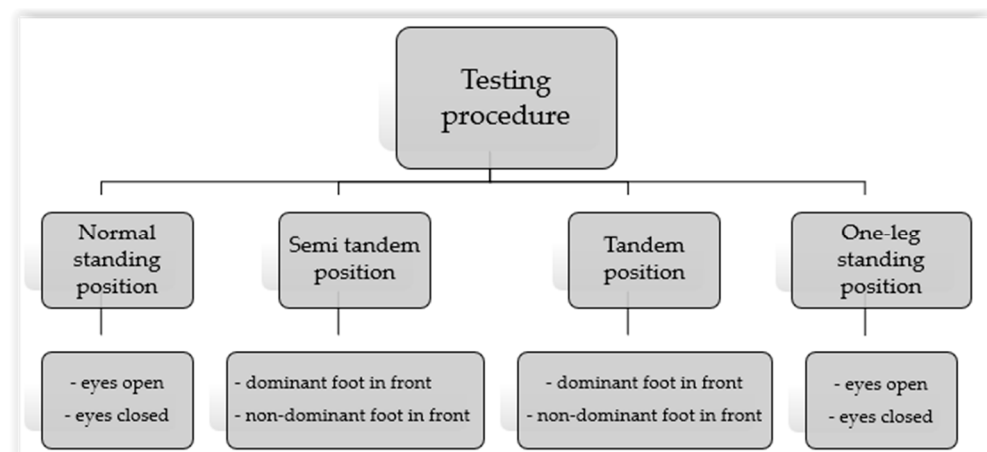 Testing
procedure
Normal
standing
position
Semi tandem
position
Tandem
position
One-leg
standing
position
- eyes open
- eyes closed
- dominant foot in front
- non-dominant foot in front
- dominant foot in front
- non-dominant foot in front
- eyes open
- eyes closed